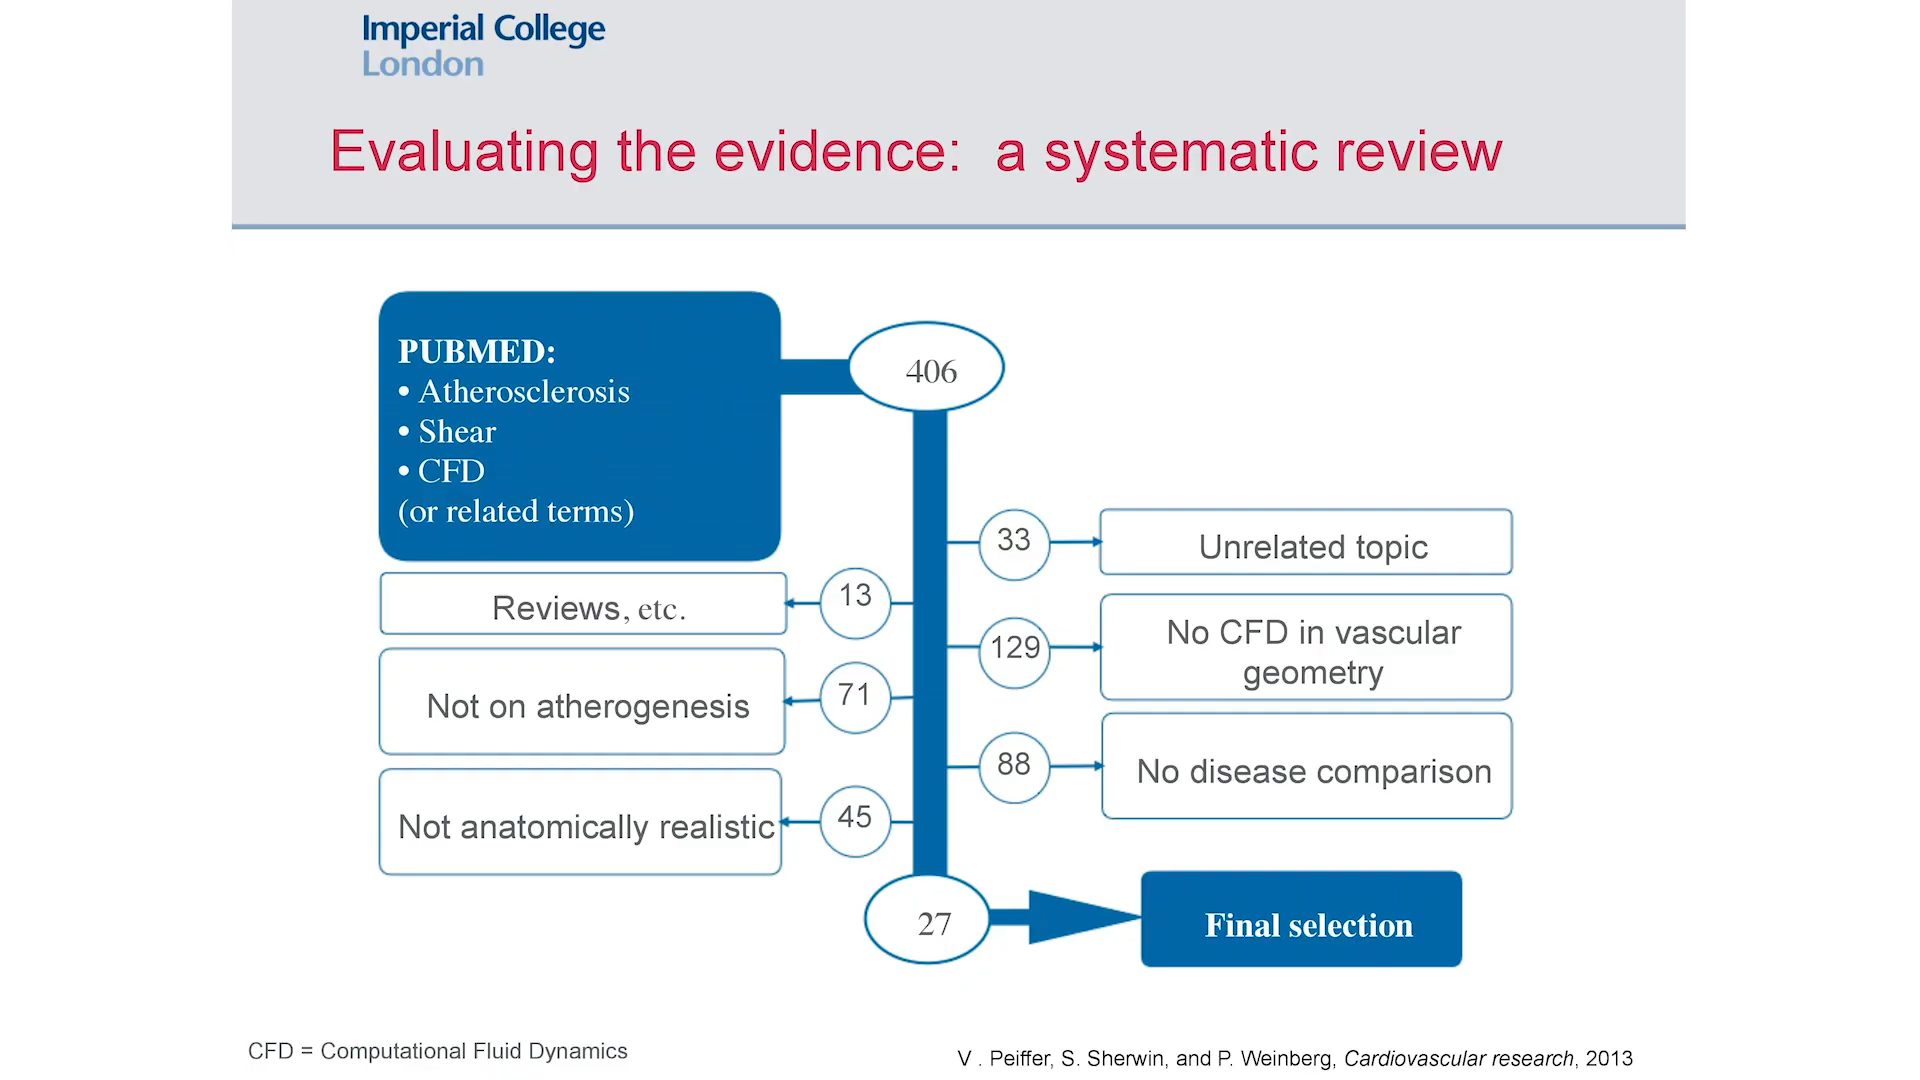 Imperial College
London
Evaluating the evidence:  a systematic review
PUBMED:
• Atherosclerosis
• Shear
• CFD
(or related terms)
406
33
Unrelated topic
13
Reviews, etc.
129
No CFD in vascular
geometry
71
Not on atherogenesis
88
No disease comparison
45
Not anatomically realistic
27
Final selection
CFD = Computational Fluid Dynamics
V . Peiffer, S. Sherwin, and P. Weinberg, Cardiovascular research, 2013